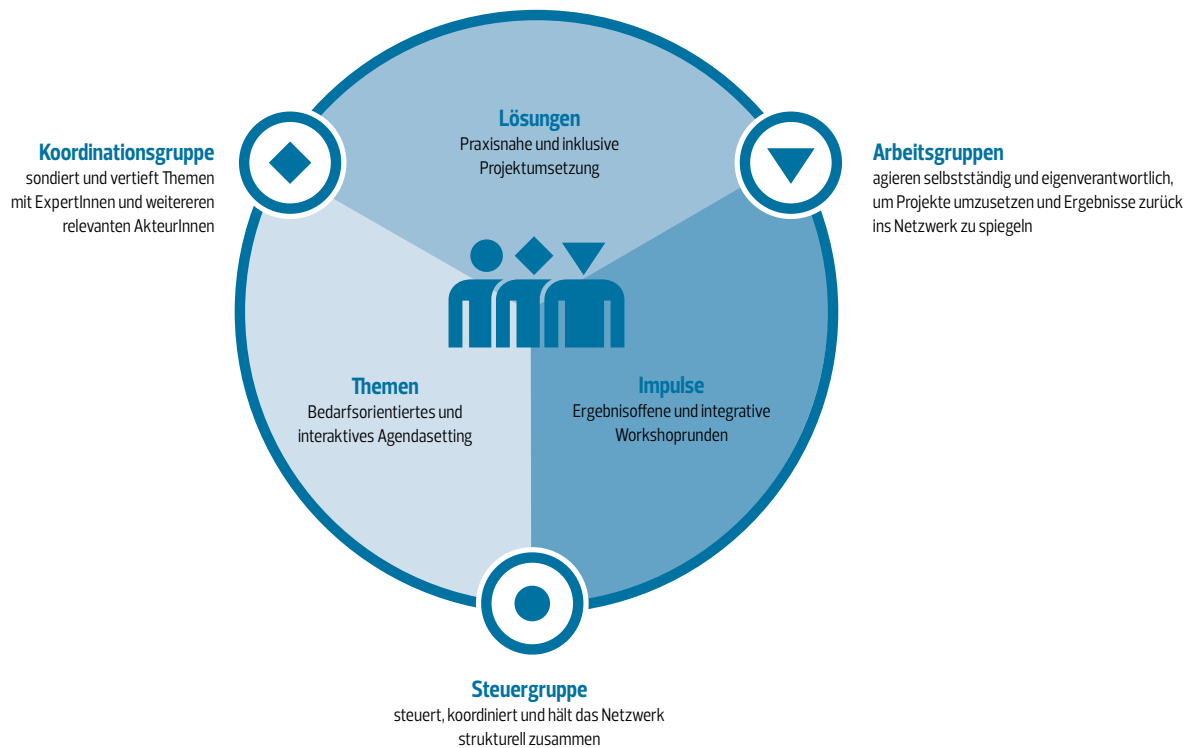 Lösungen
Praxisnahe und inklusive
Projektumsetzung
Koordinationsgruppe
sondiert und vertieft Themen
mit ExpertInnen und weitereren
relevanten AkteurInnen
Arbeitsgruppen
agieren selbstständig und eigenverantwortlich,
um Projekte umzusetzen und Ergebnisse zurück
ins Netzwerk zu spiegeln
Themen
Bedarfsorientiertes und
interaktives Agendasetting
Impulse
Ergebnisoffene und integrative
Workshoprunden
Steuergruppe
steuert, koordiniert und hält das Netzwerk
strukturell zusammen